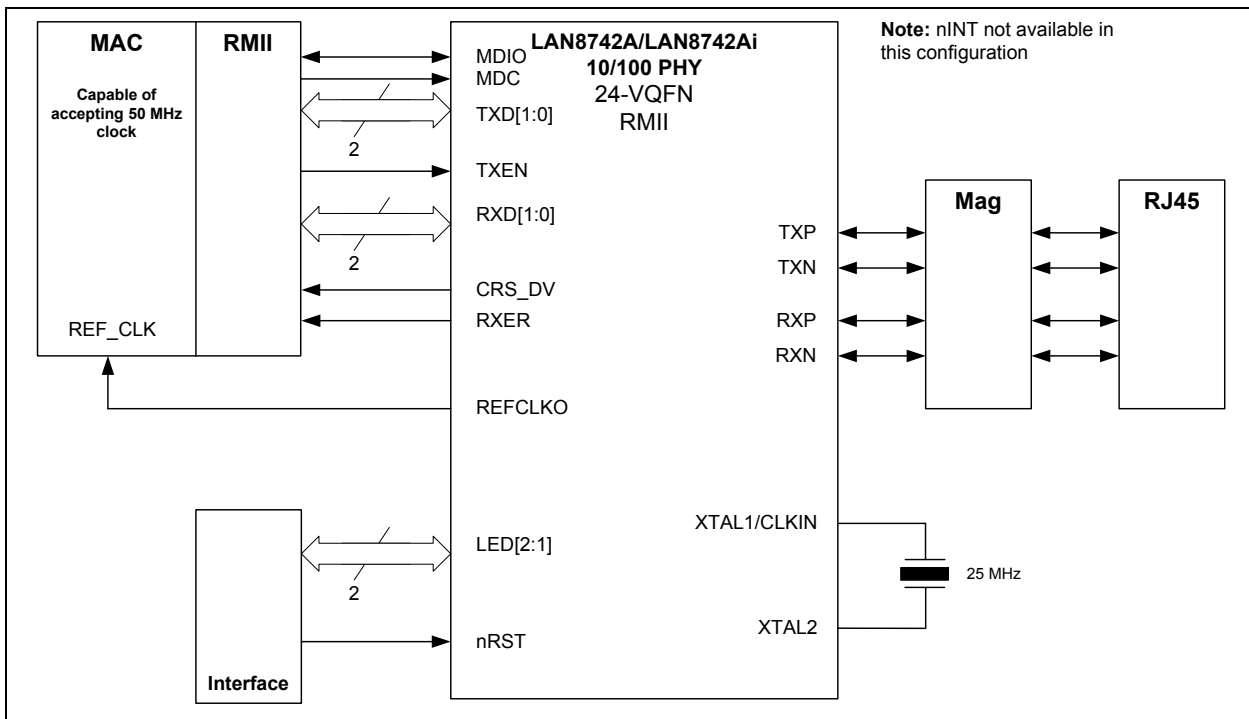 MAC
RMII
Capable of
accepting 50 MHz
clock
REF_CLK
LAN8742A/LAN8742Ai
10/100 PHY
24-VQFN
RMII
Note: nINT not available in
this configuration
MDIO
MDC
TXD[1:0]
2
TXEN
RXD[1:0]
2
CRS_DV
RXER
REFCLKO
TXP
TXN
RXP
RXN
Mag
RJ45
XTAL1/CLKIN
25 MHz
XTAL2
LED[2:1]
2
nRST
Interface